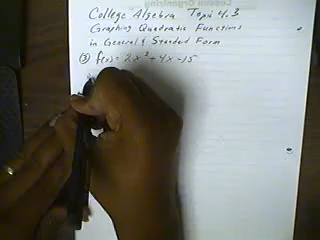 College Algebra Topic 4.3
Graphing Quadratic Functions
in General & Standard Form
③ f(x) = 2x² + 4x - 15